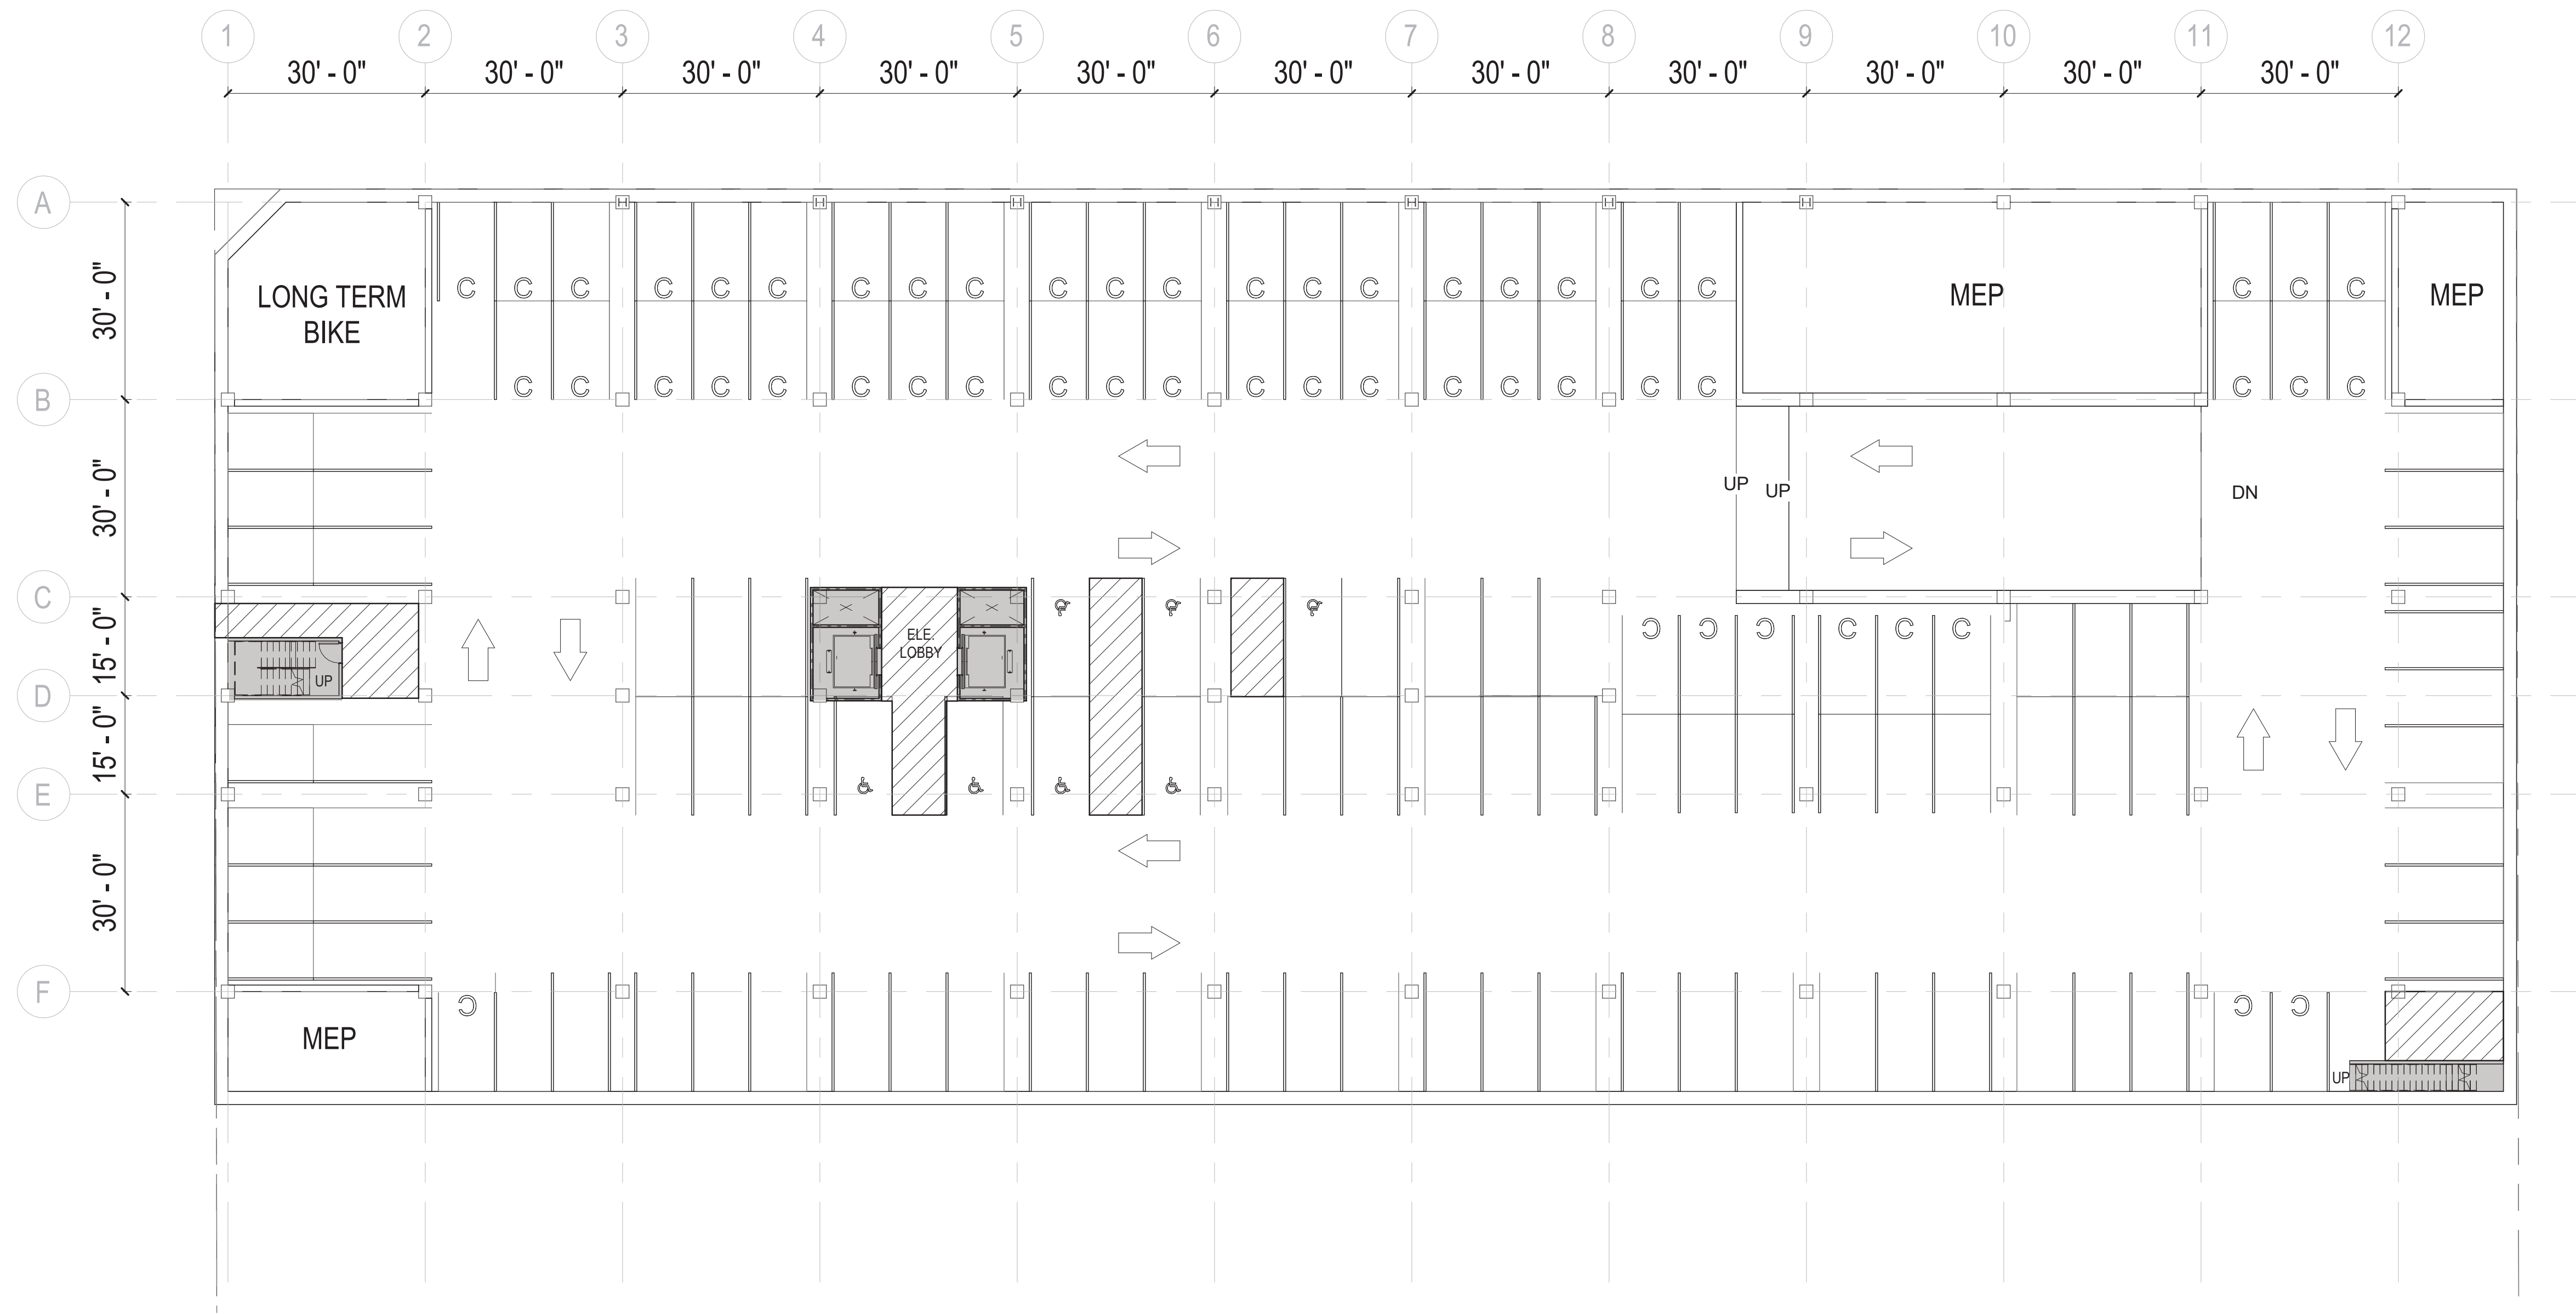 1 2 3 4 5 6 7 8 9 10 11 12
30' - 0" 30' - 0" 30' - 0" 30' - 0" 30' - 0" 30' - 0" 30' - 0" 30' - 0" 30' - 0" 30' - 0" 30' - 0"
A
30' - 0"
LONG TERM
BIKE
C C C C C C C C C C C C C C C C C C C C C C C
MEP
MEP
C C C C C C C C C C C C C C C C C C C C C C
B
30' - 0"
UP UP
DN
C
15' - 0"
ELE.
LOBBY
C C C C C C
UP
D
15' - 0"
E
30' - 0"
F
C C C
MEP
UP